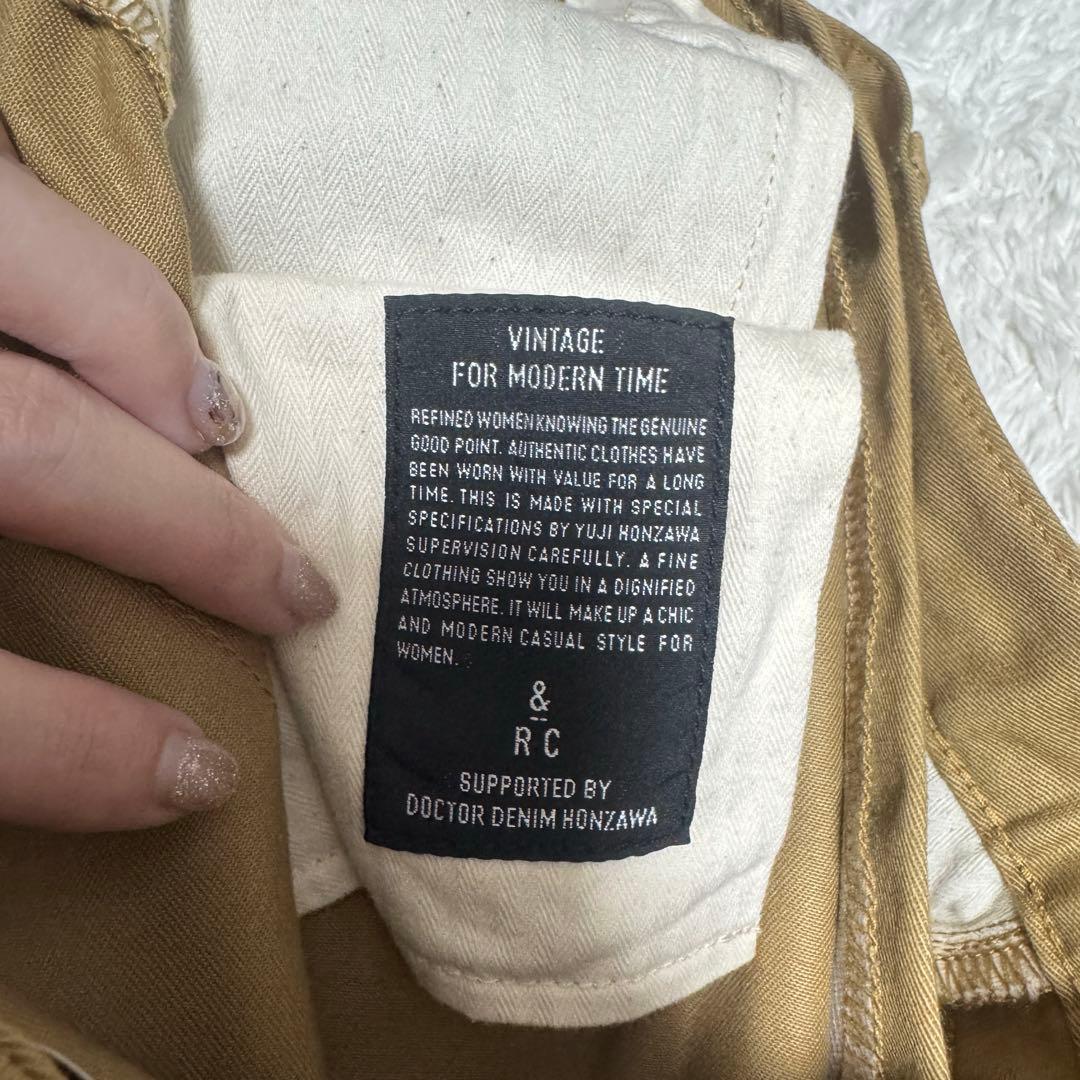 VINTAGE
FOR MODERN TIME
REFINED WOMEN KNOWING THE GENUINE
GOOD POINT. AUTHENTIC CLOTHES HAVE
BEEN WORN WITH VALUE FOR A LONG
TIME. THIS IS MADE WITH SPECIAL
SPECIFICATIONS BY YUJI HONZAWA
SUPERVISION CAREFULLY. A FINE
CLOTHING SHOW YOU IN A DIGNIFIED
ATMOSPHERE. IT WILL MAKE UP A CHIC
AND MODERN CASUAL STYLE FOR
WOMEN.
&
R C
SUPPORTED BY
DOCTOR DENIM HONZAWA